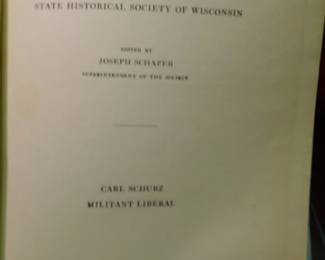 STATE HISTORICAL SOCIETY OF WISCONSIN
EDITED BY
JOSEPH SCHAFER
SUPERINTENDENT OF THE SOCIETY
CARL SCHURZ
MILITANT LIBERAL